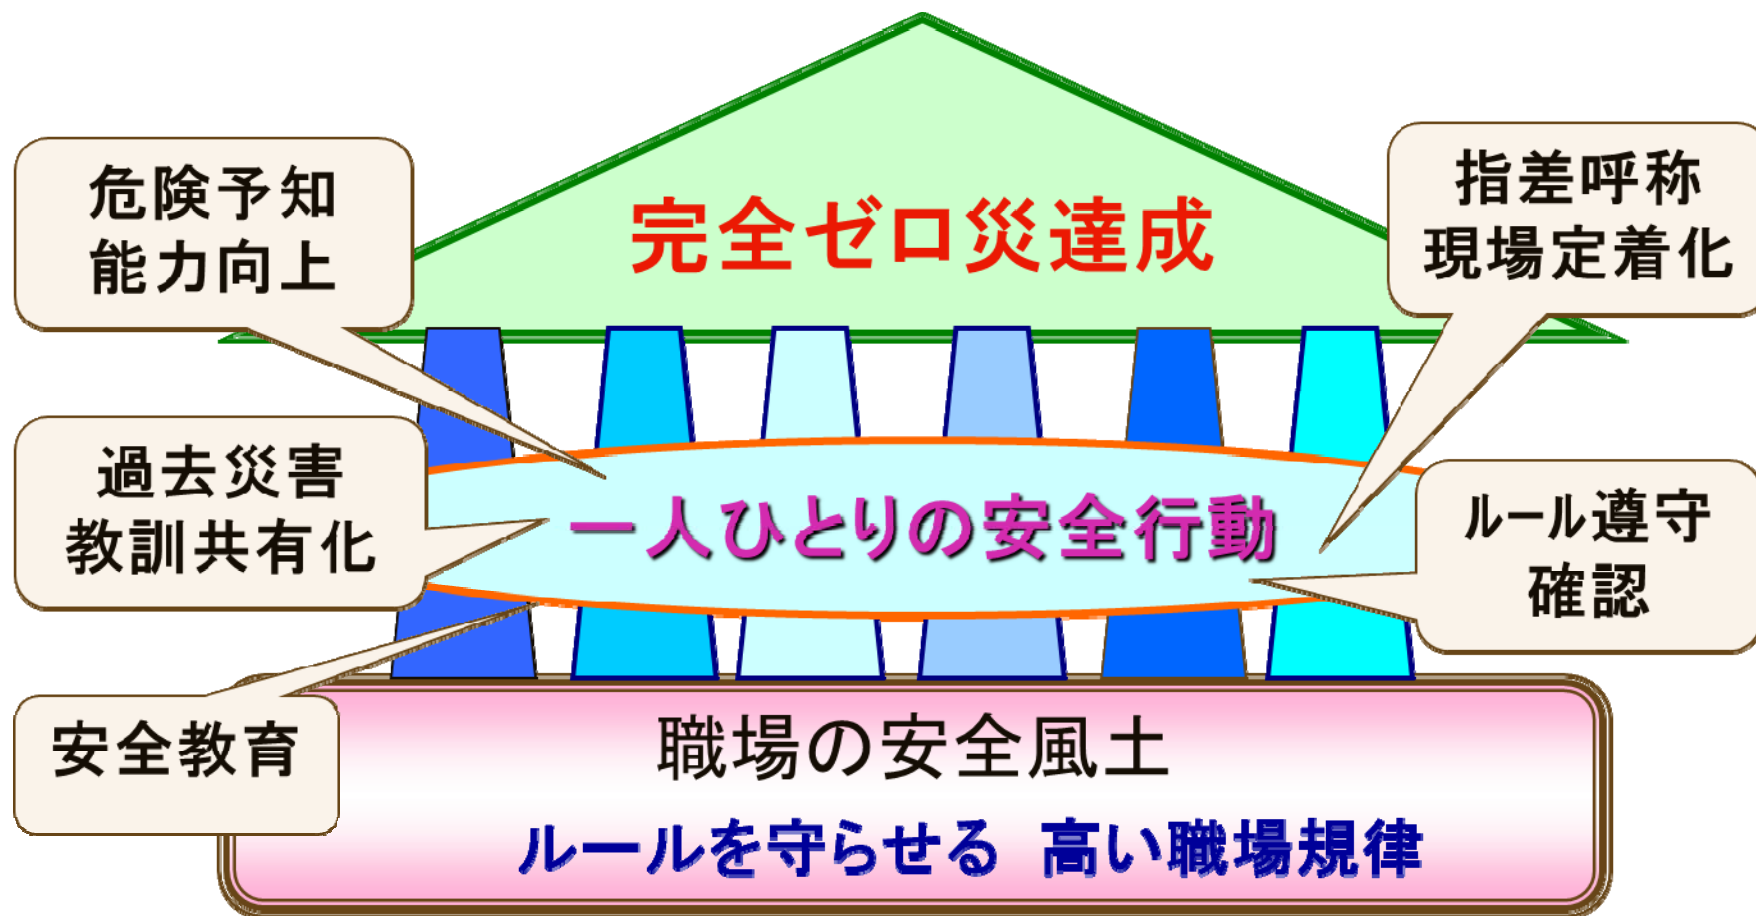 完全ゼロ災達成
危険予知
能力向上
指差呼称
現場定着化
過去災害
教訓共有化
一人ひとりの安全行動
ルール遵守
確認
安全教育
職場の安全風土
ルールを守らせる 高い職場規律